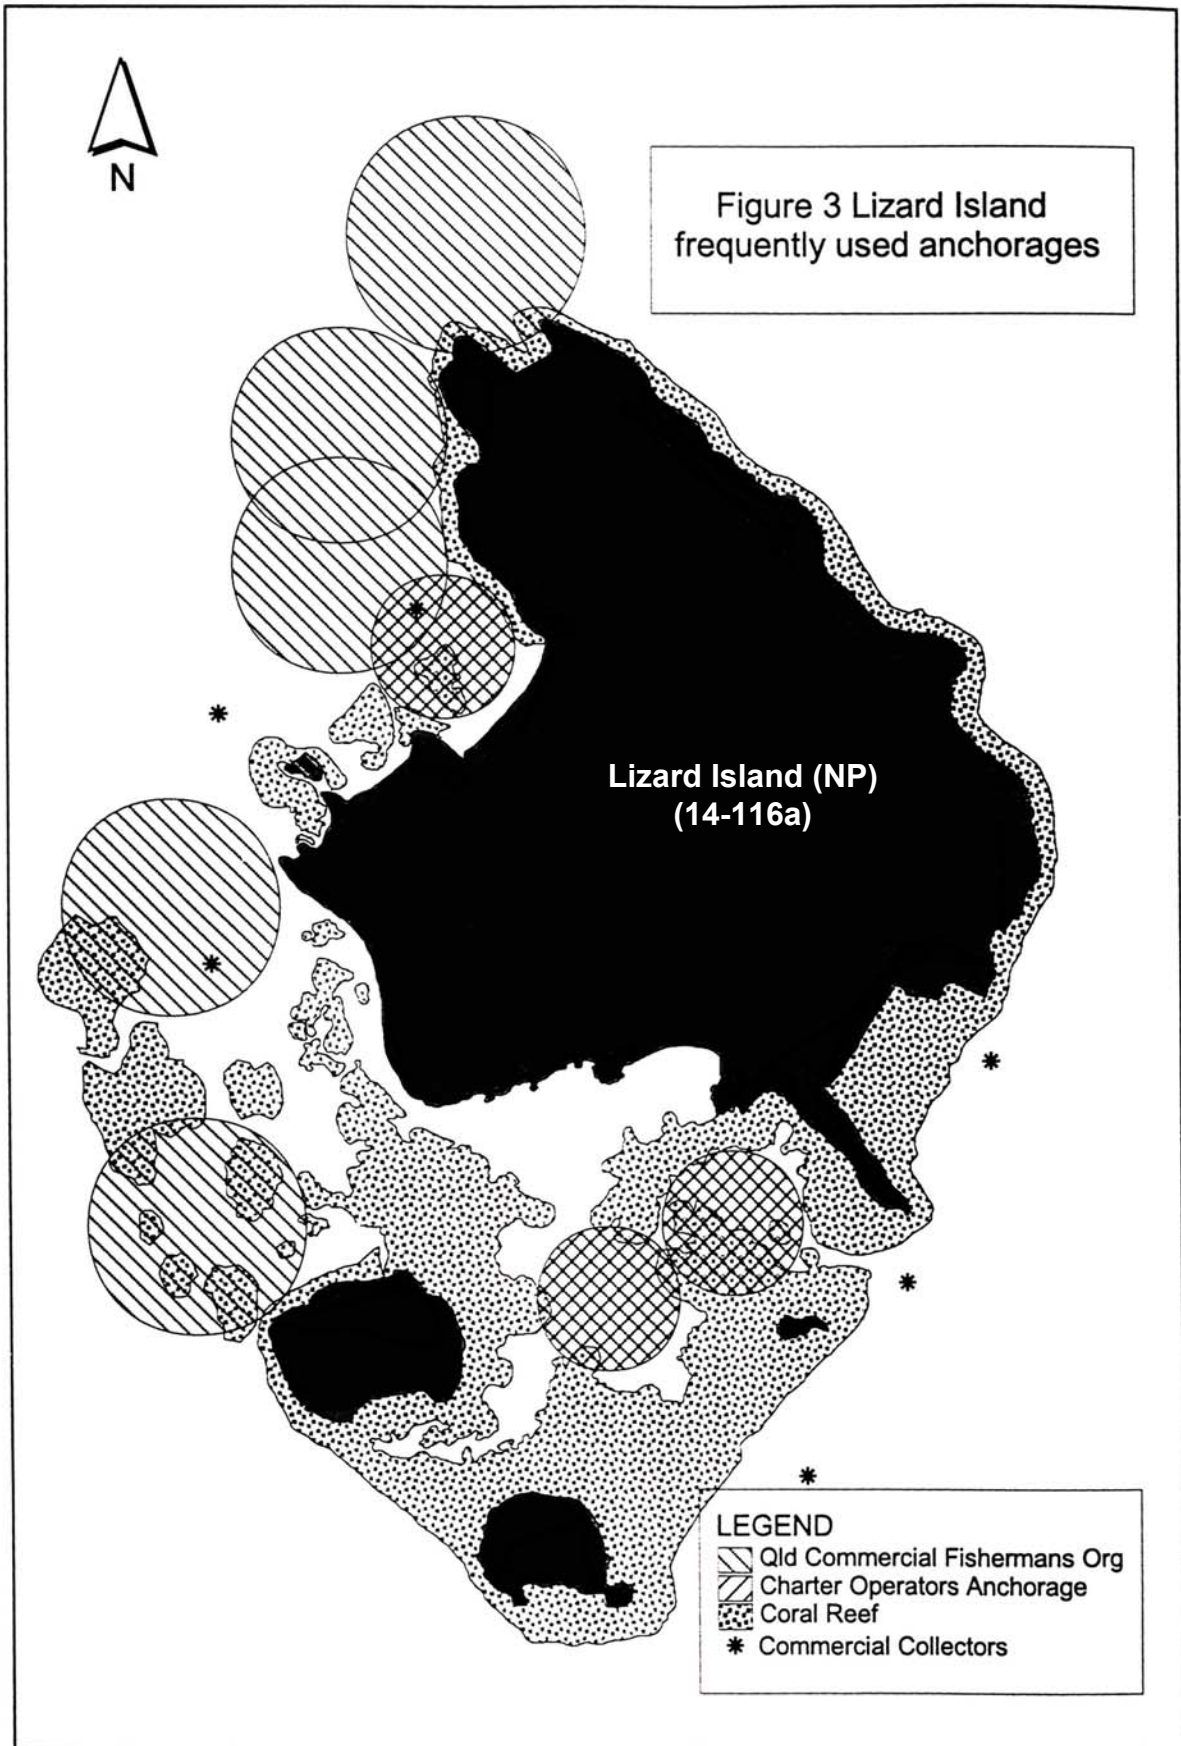 N
Figure 3 Lizard Island
frequently used anchorages
Lizard Island (NP)
(14-116a)
LEGEND
Qld Commercial Fishermans Org
Charter Operators Anchorage
Coral Reef
Commercial Collectors